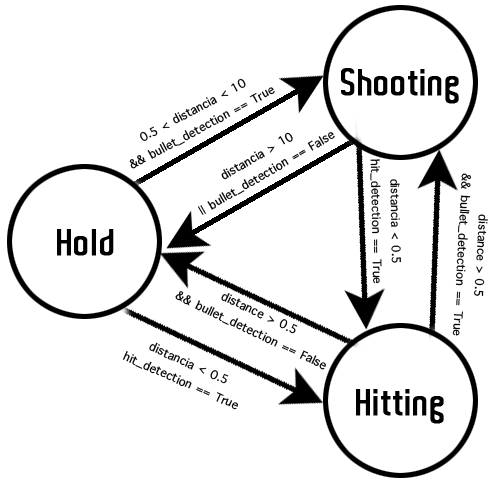 Shooting
0.5 < distancia < 10
&& bullet_detection == True
distancia > 10
|| bullet_detection == False
distancia < 0.5
hit_detection == True
distance > 0.5
&& bullet_detection == True
Hold
distance > 0.5
&& bullet_detection == False
distancia < 0.5
hit_detection == True
Hitting